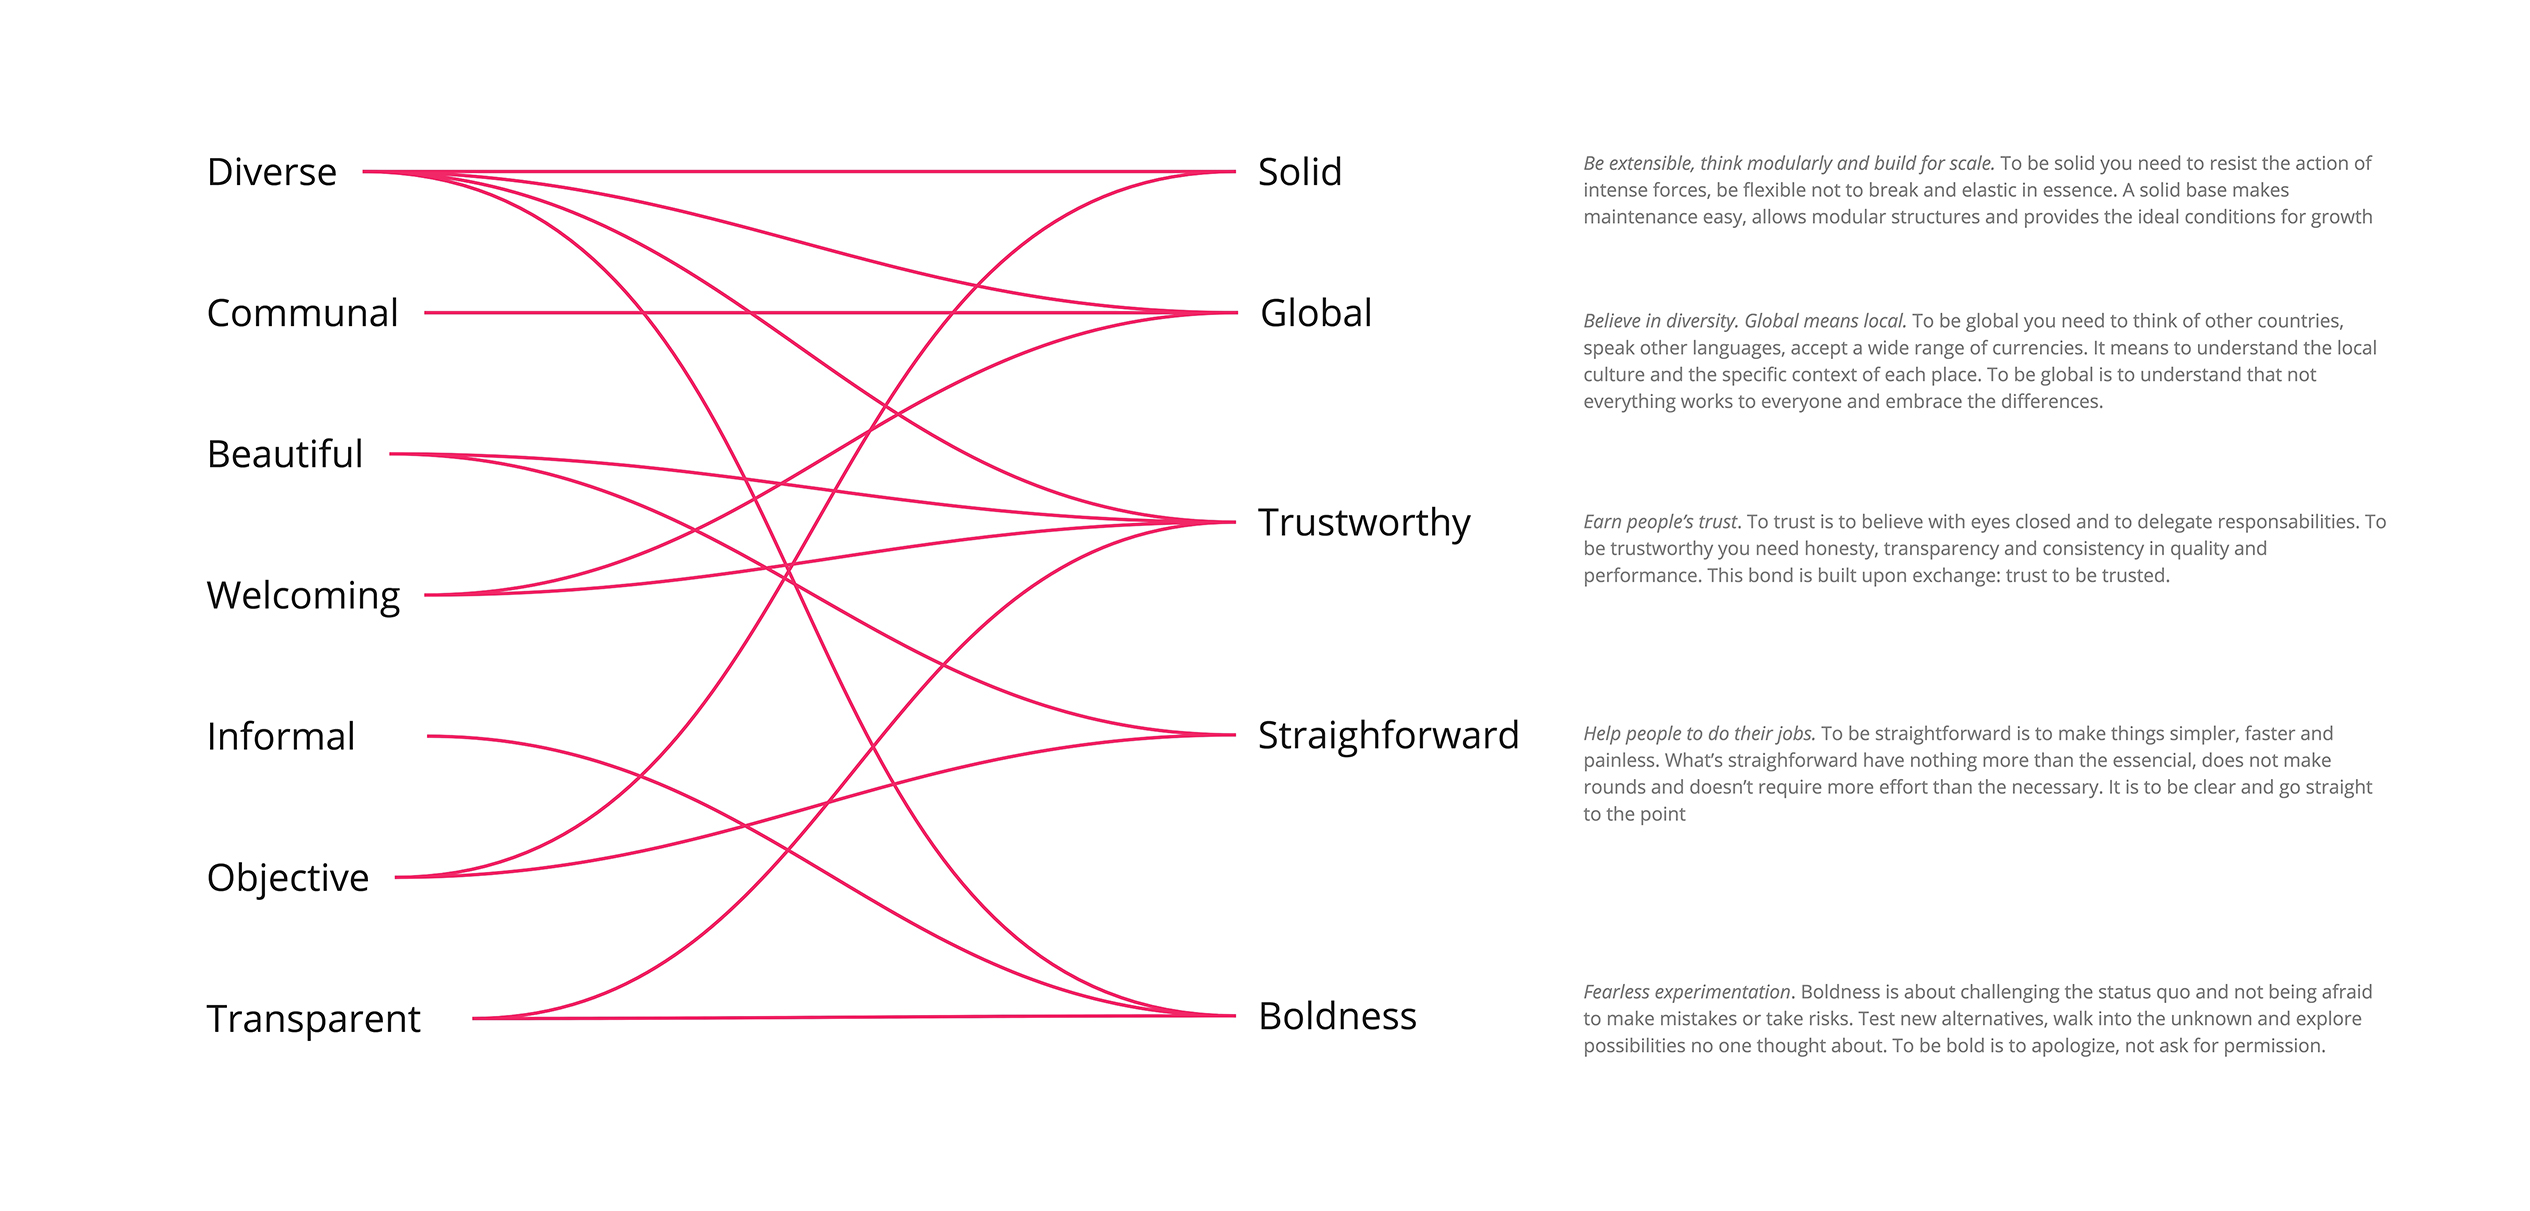 Diverse
Communal
Beautiful
Welcoming
Informal
Objective
Transparent
Solid
Be extensible, think modularly and build for scale. To be solid you need to resist the action of
intense forces, be flexible not to break and elastic in essence. A solid base makes
maintenance easy, allows modular structures and provides the ideal conditions for growth
Global
Believe in diversity. Global means local. To be global you need to think of other countries,
speak other languages, accept a wide range of currencies. It means to understand the local
culture and the specific context of each place. To be global is to understand that not
everything works to everyone and embrace the differences.
Trustworthy
Earn people’s trust. To trust is to believe with eyes closed and to delegate responsabilities. To
be trustworthy you need honesty, transparency and consistency in quality and
performance. This bond is built upon exchange: trust to be trusted.
Straighforward
Help people to do their jobs. To be straightforward is to make things simpler, faster and
painless. What’s straighforward have nothing more than the essencial, does not make
rounds and doesn’t require more effort than the necessary. It is to be clear and go straight
to the point
Boldness
Fearless experimentation. Boldness is about challenging the status quo and not being afraid
to make mistakes or take risks. Test new alternatives, walk into the unknown and explore
possibilities no one thought about. To be bold is to apologize, not ask for permission.